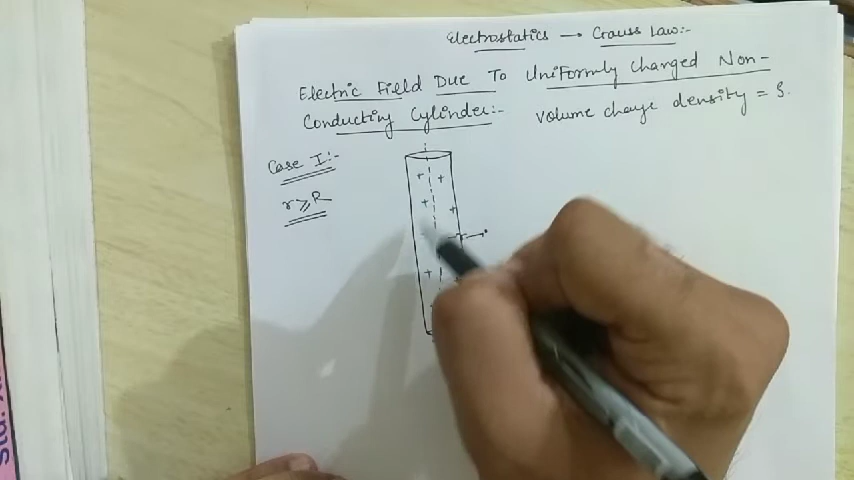 Electrostatics → Gauss Law:-
Electric Field Due To Uniformly Charged Non-
Conducting Cylinder:- Volume charge density = ρ.
Case I:-
r ≥ R
+ +
+ +
+